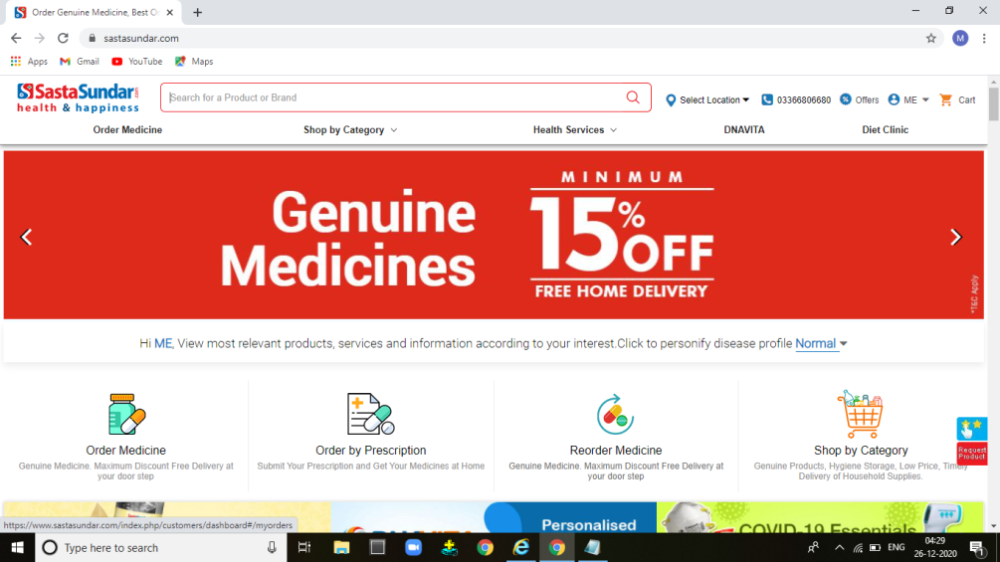 Order Genuine Medicine, Best O
sastasundar.com
M
Apps
Gmail
YouTube
Maps
SastaSundar.com
health & happiness
Search for a Product or Brand
Select Location
03366806680
Offers
ME
Cart
Order Medicine
Shop by Category
Health Services
DNAVITA
Diet Clinic
Genuine
Medicines
MINIMUM
15% OFF
FREE HOME DELIVERY
*T&C Apply
Hi ME, View most relevant products, services and information according to your interest.Click to personify disease profile Normal
Order Medicine
Genuine Medicine. Maximum Discount Free Delivery at
your door step
Order by Prescription
Submit Your Prescription and Get Your Medicines at Home
Reorder Medicine
Genuine Medicine. Maximum Discount Free Delivery at
your door step
Shop by Category
Genuine Products, Hygiene Storage, Low Price, Timely
Delivery of Household Supplies.
Request
Product
Personalised
COVID-19 Essentials
https://www.sastasundar.com/index.php/customers/dashboard#/myorders
Type here to search
ENG
04:29
26-12-2020
1